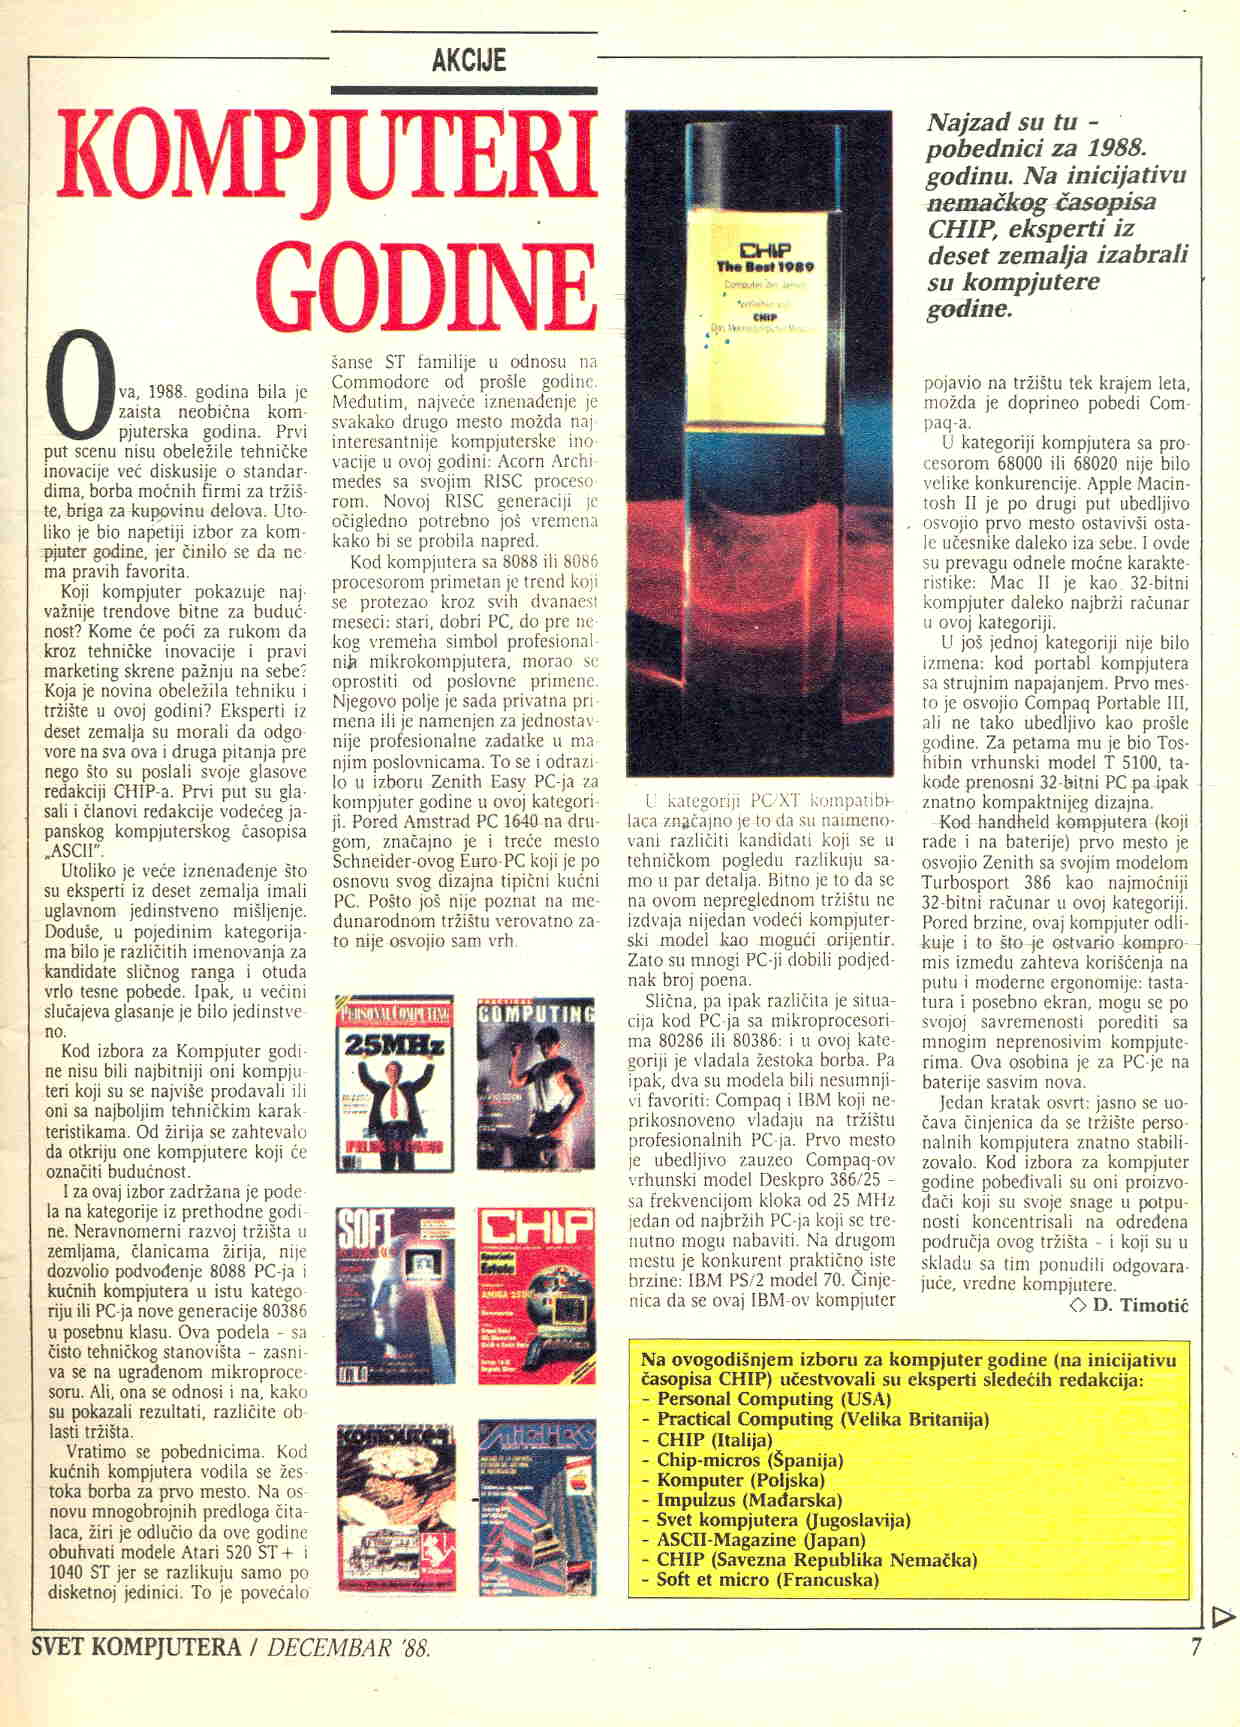 AKCIJE
KOMPJUTERI
GODINE
Najzad su tu –
pobednici za 1988.
godinu. Na inicijativu
nemačkog časopisa
CHIP, eksperti iz
deset zemalja izabrali
su kompjutere
godine.
CHIP
The Best 1989
CHIP
Ova, 1988. godina bila je
zaista neobična kom-
pjuterska godina. Prvi
put scenu nisu obeležile tehničke
inovacije već diskusije o standar-
dima, borba moćnih firmi za tržiš-
te, briga za kupovinu delova. Uto-
liko je bio napetiji izbor za kom-
pjuter godine, jer činilo se da ne-
ma pravih favorita.
Koji kompjuter pokazuje naj-
važnije trendove bitne za buduć-
nost? Kome će poći za rukom da
kroz tehničke inovacije i pravi
marketing skrene pažnju na sebe?
Koja je novina obeležila tehniku i
tržište u ovoj godini? Eksperti iz
deset zemalja su morali da odgo-
vore na sva ova i druga pitanja pre
nego što su poslali svoje glasove
redakciji CHIP-a. Prvi put su gla-
sali i članovi redakcije vodećeg ja-
panskog kompjuterskog časopisa
„ASCII”.
Utoliko je veće iznenađenje što
su eksperti iz deset zemalja imali
uglavnom jedinstveno mišljenje.
Doduše, u pojedinim kategorija-
ma bilo je različitih imenovanja za
kandidate sličnog ranga i otuda
vrlo tesne pobede. Ipak, u većini
slučajeva glasanje je bilo jedinstve-
no.
Kod izbora za Kompjuter godi-
ne nisu bili najbitniji oni kompju-
teri koji su se najviše prodavali ili
oni sa najboljim tehničkim karak-
teristikama. Od žirija se zahtevalo
da otkriju one kompjutere koji će
označiti budućnost.
I za ovaj izbor zadržana je pode-
la na kategorije iz prethodne godi-
ne. Neravnomerni razvoj tržišta u
zemljama, članicama žirija, nije
dozvolio podvođenje 8088 PC-ja i
kućnih kompjutera u istu katego-
riju ili PC-ja nove generacije 80386
u posebnu klasu. Ova podela – sa
čisto tehničkog stanovišta – zasni-
va se na ugrađenom mikroproce-
soru. Ali, ona se odnosi i na, kako
su pokazali rezultati, različite ob-
lasti tržišta.
Vratimo se pobednicima. Kod
kućnih kompjutera vodila se žes-
toka borba za prvo mesto. Na os-
novu mnogobrojnih predloga čita-
laca, žiri je odlučio da ove godine
obuhvati modele Atari 520 ST+ i
1040 ST jer se razlikuju samo po
disketnoj jedinici. To je povećalo
šanse ST familije u odnosu na
Commodore od prošle godine.
Međutim, najveće iznenađenje je
svakako drugo mesto možda naj-
interesantnije kompjuterske ino-
vacije u ovoj godini: Acorn Archi-
medes sa svojim RISC proceso-
rom. Novoj RISC generaciji je
očigledno potrebno još vremena
kako bi se probila napred.
Kod kompjutera sa 8088 ili 8086
procesorom primetan je trend koji
se protezao kroz svih dvanaest
meseci: stari, dobri PC, do pre ne-
kog vremena simbol profesional-
nih mikrokompjutera, morao se
oprostiti od poslovne primene.
Njegovo polje je sada privatna pri-
mena ili je namenjen za jednostav-
nije profesionalne zadatke u ma-
njim poslovnicama. To se i odrazi-
lo u izboru Zenith Easy PC-ja za
kompjuter godine u ovoj kategori-
ji. Pored Amstrad PC 1640 na dru-
gom, značajno je i treće mesto
Schneider-ovog Euro-PC koji je po
osnovu svog dizajna tipični kućni
PC. Pošto još nije poznat na me-
đunarodnom tržištu verovatno za-
to nije osvojio sam vrh.
PERSONAL COMPUTING
25MHz
PRACTICAL
COMPUTING
SOFT
CHIP
AMIGA 2500
komputer
MICROS
U kategoriji PC/XT kompatibi-
laca značajno je to da su naimeno-
vani različiti kandidati koji se u
tehničkom pogledu razlikuju sa-
mo u par detalja. Bitno je to da se
na ovom nepreglednom tržištu ne
izdvaja nijedan vodeći kompjuter-
ski model kao mogući orijentir.
Zato su mnogi PC-ji dobili podjed-
nak broj poena.
Slična, pa ipak različita je situa-
cija kod PC-ja sa mikroprocesori-
ma 80286 ili 80386: i u ovoj kate-
goriji je vladala žestoka borba. Pa
ipak, dva su modela bili nesumnji-
vi favoriti: Compaq i IBM koji ne-
prikosnoveno vladaju na tržištu
profesionalnih PC-ja. Prvo mesto
je ubedljivo zauzeo Compaq-ov
vrhunski model Deskpro 386/25 –
sa frekvencijom kloka od 25 MHz
jedan od najbržih PC-ja koji se tre-
nutno mogu nabaviti. Na drugom
mestu je konkurent praktično iste
brzine: IBM PS/2 model 70. Činje-
nica da se ovaj IBM-ov kompjuter
pojavio na tržištu tek krajem leta,
možda je doprineo pobedi Com-
paq-a.
U kategoriji kompjutera sa pro-
cesorom 68000 ili 68020 nije bilo
velike konkurencije. Apple Macin-
tosh II je po drugi put ubedljivo
osvojio prvo mesto ostavivši osta-
le učesnike daleko iza sebe. I ovde
su prevagu odnele moćne karakte-
ristike: Mac II je kao 32-bitni
kompjuter daleko najbrži računar
u ovoj kategoriji.
U još jednoj kategoriji nije bilo
izmena: kod portabl kompjutera
sa strujnim napajanjem. Prvo mes-
to je osvojio Compaq Portable III,
ali ne tako ubedljivo kao prošle
godine. Za petama mu je bio Tos-
hibin vrhunski model T 5100, ta-
kođe prenosni 32-bitni PC pa ipak
znatno kompaktnijeg dizajna.
Kod handheld kompjutera (koji
rade i na baterije) prvo mesto je
osvojio Zenith sa svojim modelom
Turbosport 386 kao najmoćniji
32-bitni računar u ovoj kategoriji.
Pored brzine, ovaj kompjuter odli-
kuje i to što je ostvario kompro-
mis između zahteva korišćenja na
putu i moderne ergonomije: tasta-
tura i posebno ekran, mogu se po
svojoj savremenosti porediti sa
mnogim neprenosivim kompjute-
rima. Ova osobina je za PC-je na
baterije sasvim nova.
Jedan kratak osvrt: jasno se uo-
čava činjenica da se tržište perso-
nalnih kompjutera znatno stabili-
zovalo. Kod izbora za kompjuter
godine pobeđivali su oni proizvo-
đači koji su svoje snage u potpu-
nosti koncentrisali na određena
područja ovog tržišta – i koji su u
skladu sa tim ponudili odgovara-
juće, vredne kompjutere.
◇ D. Timotić
Na ovogodišnjem izboru za kompjuter godine (na inicijativu
časopisa CHIP) učestvovali su eksperti sledećih redakcija:
– Personal Computing (USA)
– Practical Computing (Velika Britanija)
– CHIP (Italija)
– Chip-micros (Španija)
– Komputer (Poljska)
– Impulzus (Mađarska)
– Svet kompjutera (Jugoslavija)
– ASCII-Magazine (Japan)
– CHIP (Savezna Republika Nemačka)
– Soft et micro (Francuska)
SVET KOMPJUTERA / DECEMBAR '88.
7